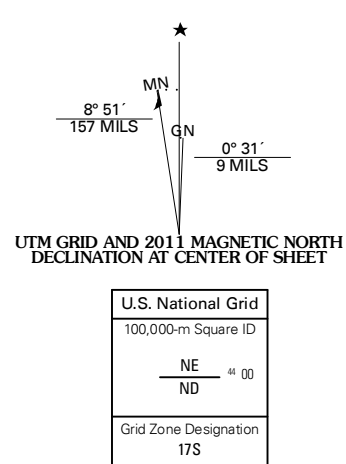 ★
MN
8° 51´
157 MILS
GN
0° 31´
9 MILS
UTM GRID AND 2011 MAGNETIC NORTH
DECLINATION AT CENTER OF SHEET
U.S. National Grid
100,000-m Square ID
NE
44 00
ND
Grid Zone Designation
17S